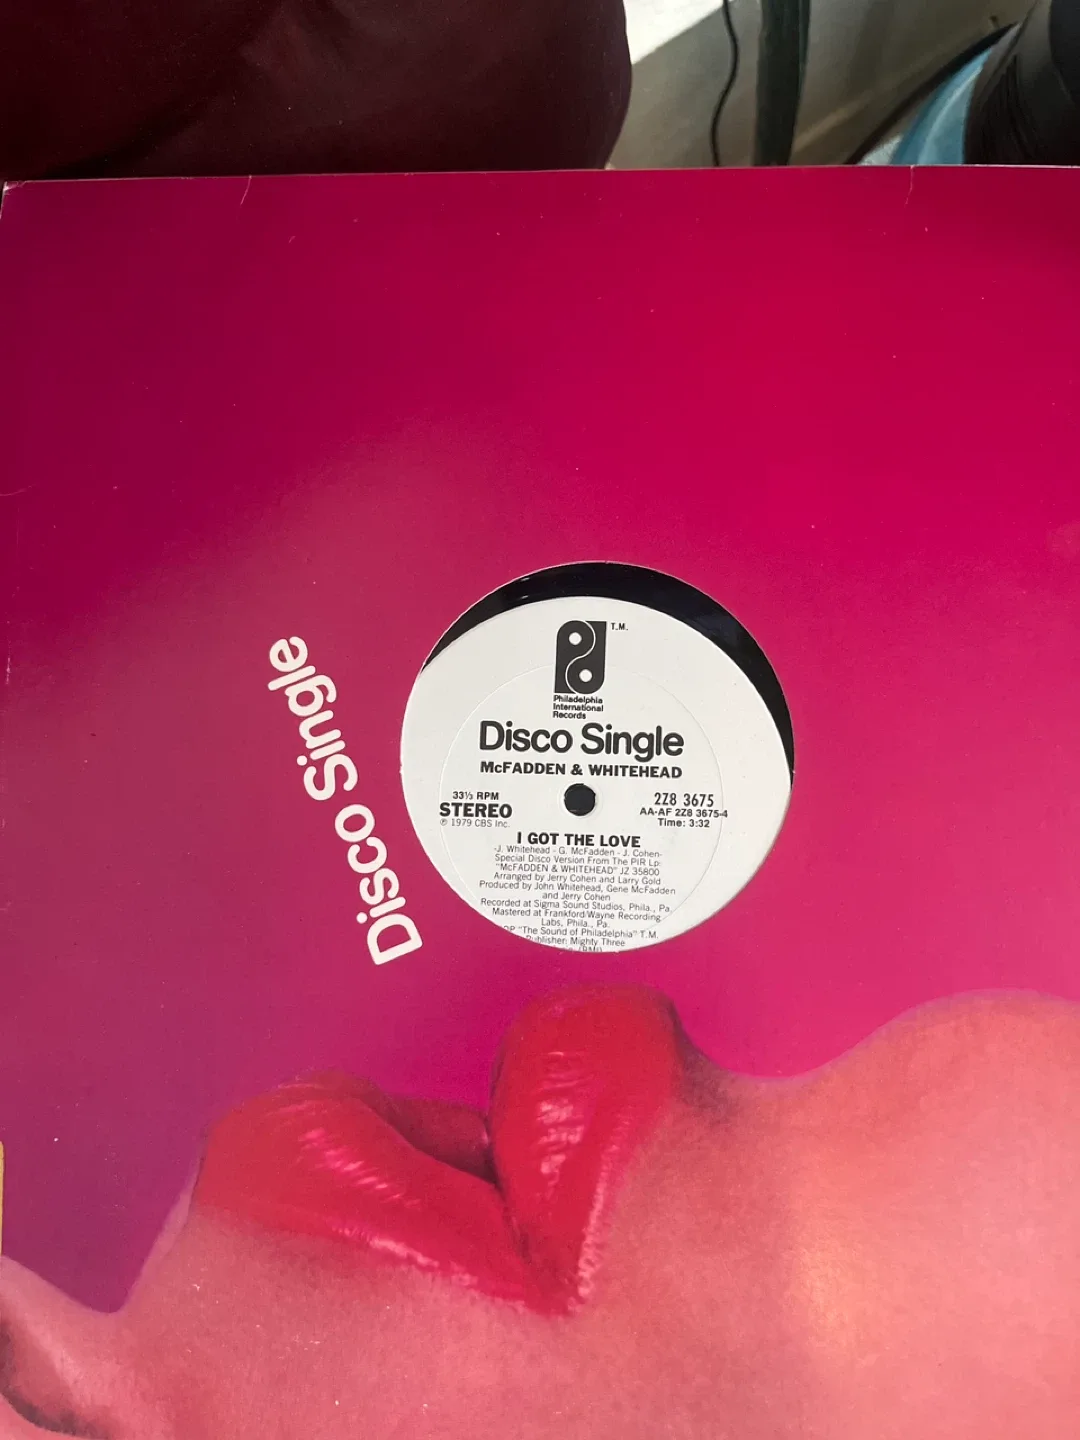 Disco Single
T.M.
Philadelphia
International
Records
Disco Single
McFADDEN & WHITEHEAD
33⅓ RPM
STEREO
℗ 1979 CBS Inc.
2Z8 3675
AA-AF 2Z8 3675-4
Time: 3:32
I GOT THE LOVE
-J. Whitehead - G. McFadden - J. Cohen-
Special Disco Version From The PIR Lp:
"McFADDEN & WHITEHEAD" JZ 35800
Arranged by Jerry Cohen and Larry Gold
Produced by John Whitehead, Gene McFadden
and Jerry Cohen
Recorded at Sigma Sound Studios, Phila., Pa.
Mastered at Frankford/Wayne Recording
Labs, Phila., Pa.
"The Sound of Philadelphia" T.M.
Publisher: Mighty Three
(BMI)